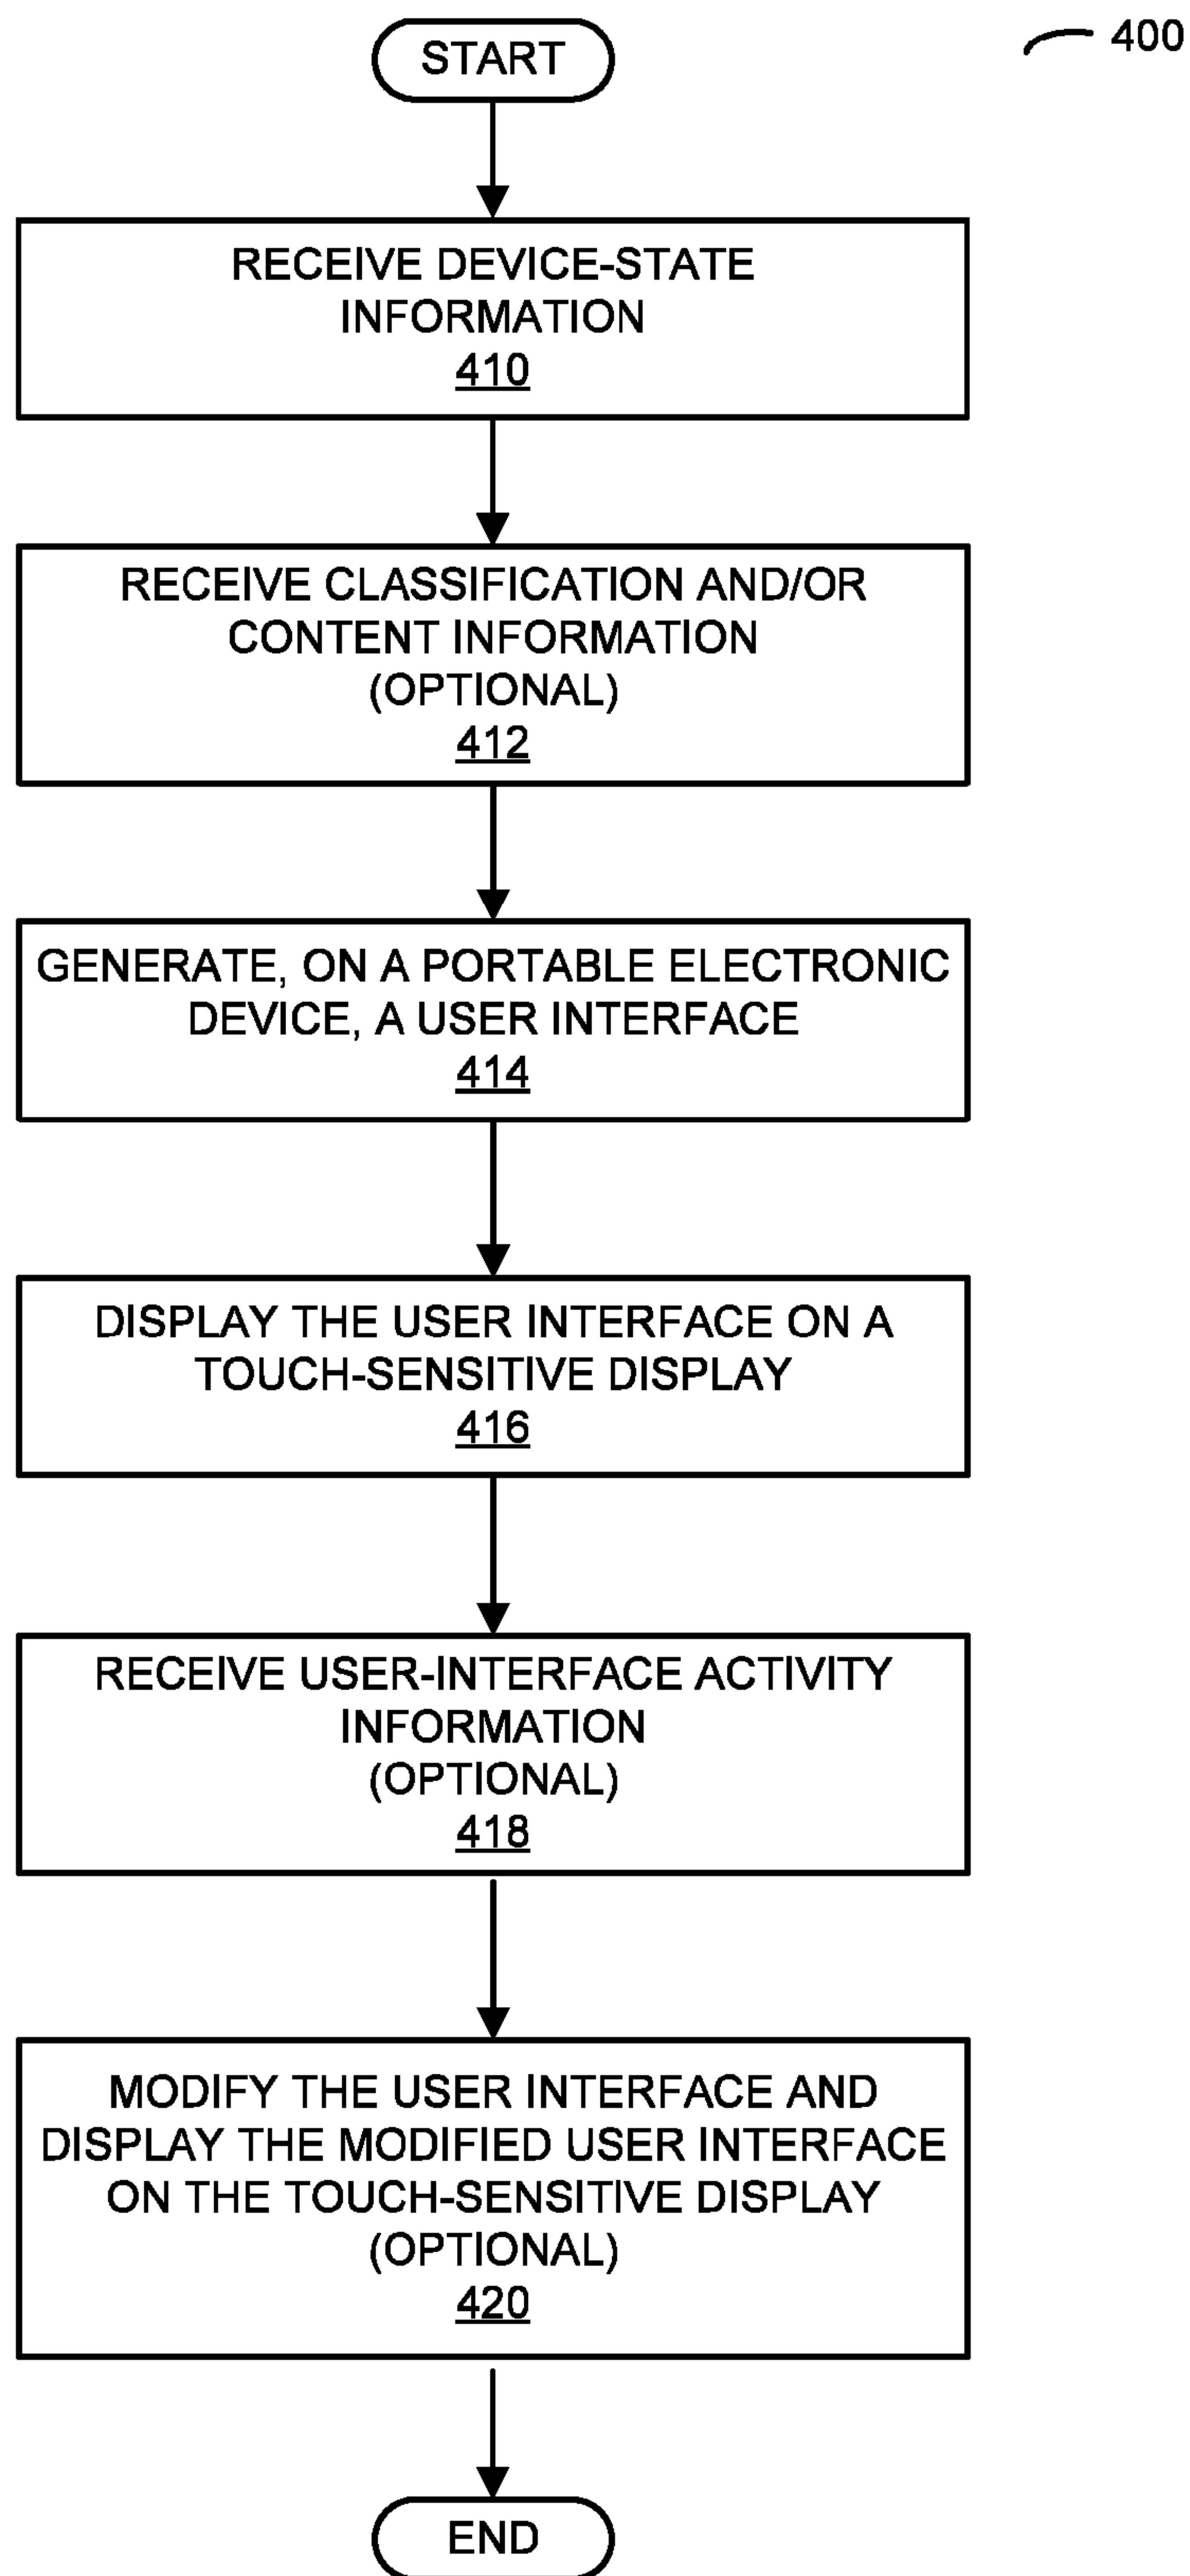 START
400
RECEIVE DEVICE-STATE
INFORMATION
410
RECEIVE CLASSIFICATION AND/OR
CONTENT INFORMATION
(OPTIONAL)
412
GENERATE, ON A PORTABLE ELECTRONIC
DEVICE, A USER INTERFACE
414
DISPLAY THE USER INTERFACE ON A
TOUCH-SENSITIVE DISPLAY
416
RECEIVE USER-INTERFACE ACTIVITY
INFORMATION
(OPTIONAL)
418
MODIFY THE USER INTERFACE AND
DISPLAY THE MODIFIED USER INTERFACE
ON THE TOUCH-SENSITIVE DISPLAY
(OPTIONAL)
420
END